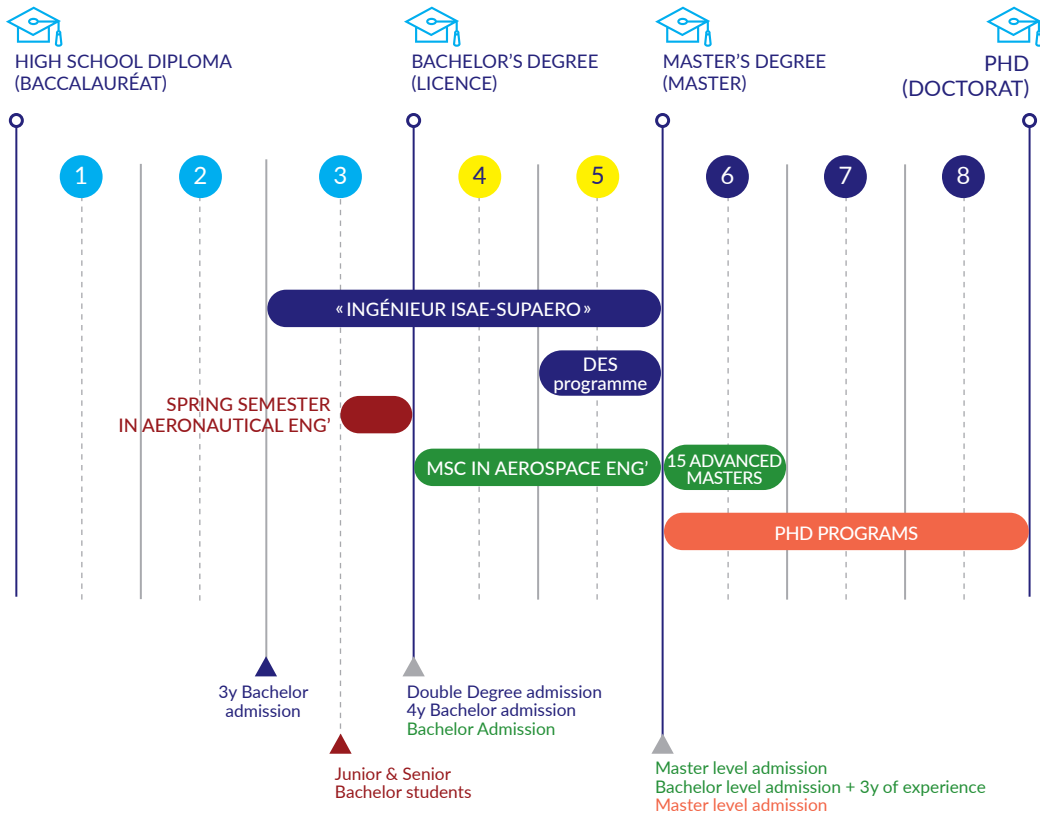 HIGH SCHOOL DIPLOMA
(BACCALAURÉAT)
BACHELOR'S DEGREE
(LICENCE)
MASTER'S DEGREE
(MASTER)
PHD
(DOCTORAT)
1
2
3
4
5
6
7
8
« INGÉNIEUR ISAE-SUPAERO »
DES
programme
SPRING SEMESTER
IN AERONAUTICAL ENG'
MSC IN AEROSPACE ENG'
15 ADVANCED
MASTERS
PHD PROGRAMS
3y Bachelor
admission
Double Degree admission
4y Bachelor admission
Bachelor Admission
Junior & Senior
Bachelor students
Master level admission
Bachelor level admission + 3y of experience
Master level admission